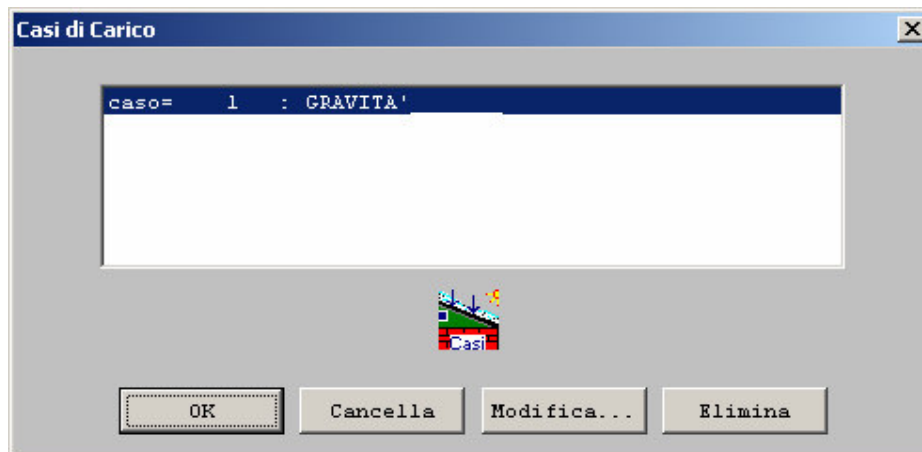 Casi di Carico
caso= 1 : GRAVITA'
Casi
OK Cancella Modifica... Elimina